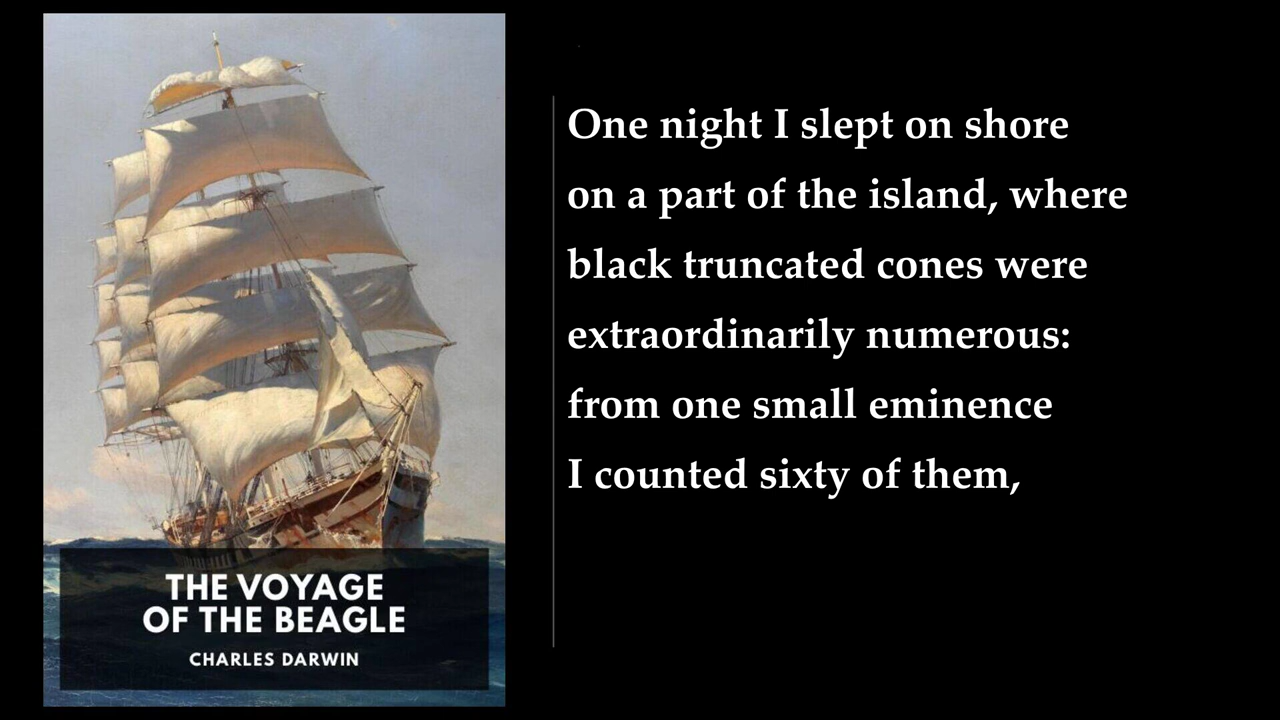 THE VOYAGE
OF THE BEAGLE
CHARLES DARWIN
One night I slept on shore
on a part of the island, where
black truncated cones were
extraordinarily numerous:
from one small eminence
I counted sixty of them,